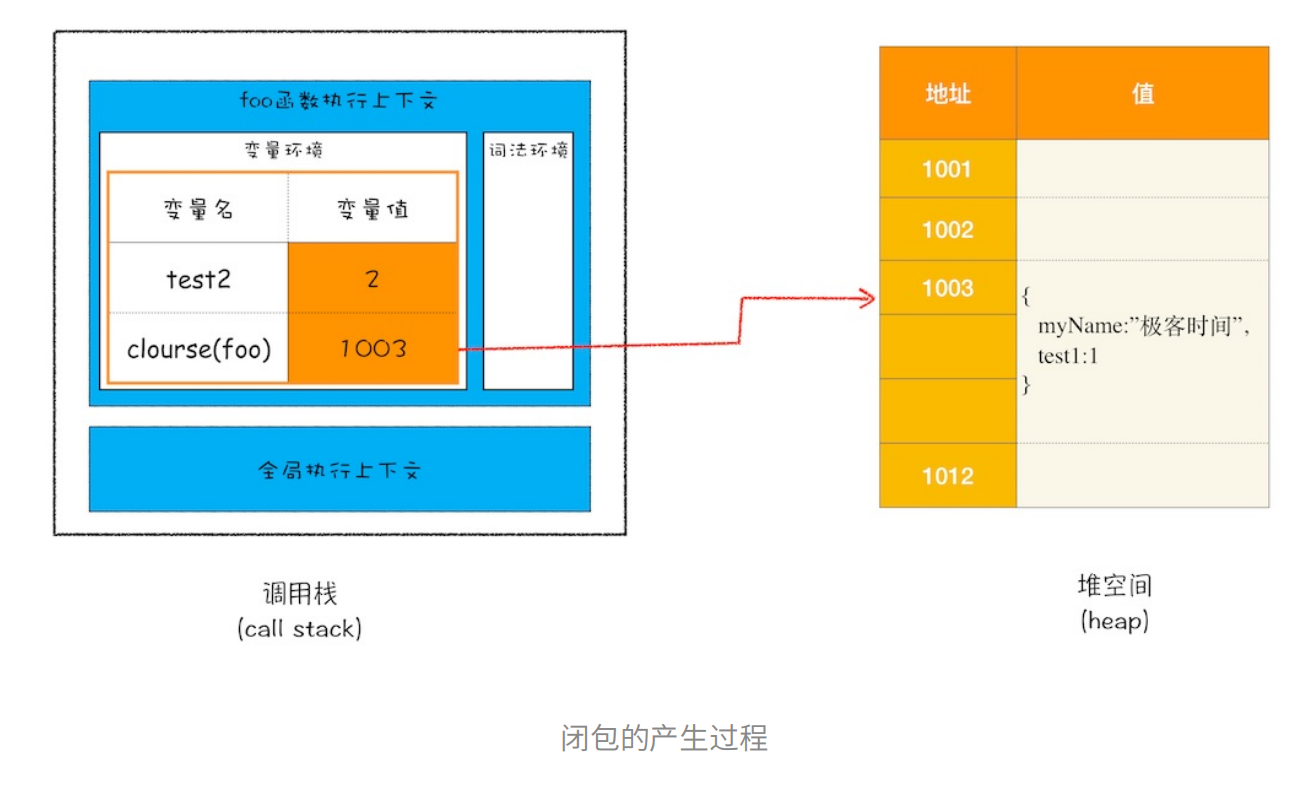 foo函数执行上下文
变量环境
词法环境
变量名 变量值
test2 2
clourse(foo) 1003
全局执行上下文
调用栈
(call stack)
地址 值
1001
1002
1003
{
myName:”极客时间”,
test1:1
}
1012
堆空间
(heap)
闭包的产生过程